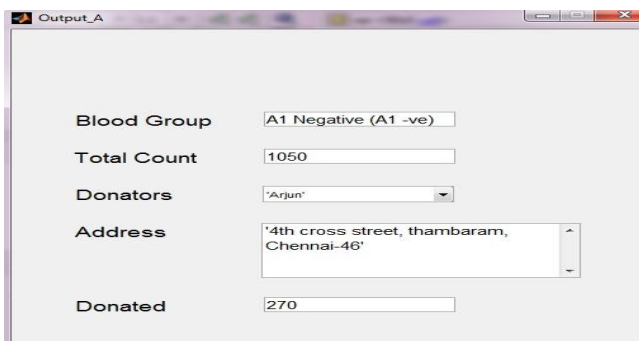 Output_A
Blood Group
A1 Negative (A1 -ve)
Total Count
1050
Donators
'Arjun'
Address
'4th cross street, thambaram,
Chennai-46'
Donated
270